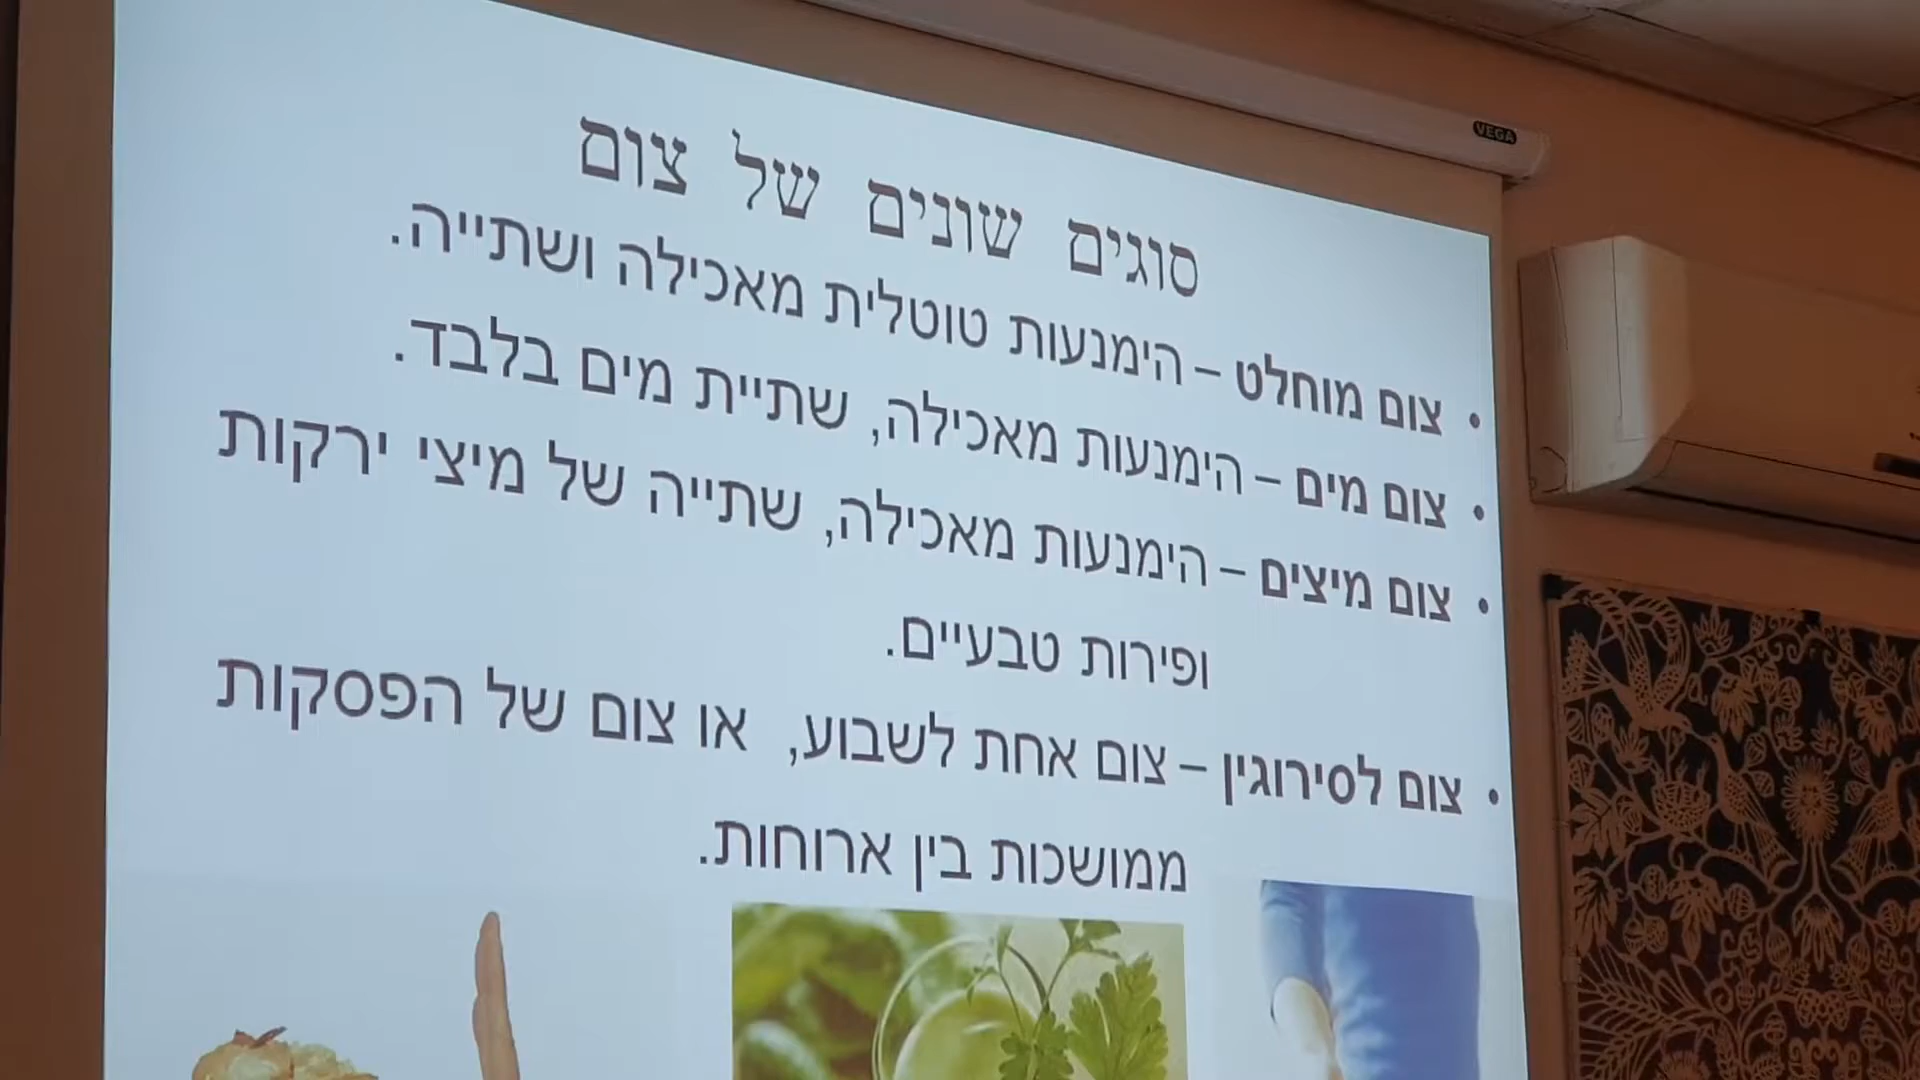 סוגים שונים של צום
• צום מוחלט – הימנעות טוטלית מאכילה ושתייה.
• צום מים – הימנעות מאכילה, שתיית מים בלבד.
• צום מיצים – הימנעות מאכילה, שתייה של מיצי ירקות
ופירות טבעיים.
• צום לסירוגין – צום אחת לשבוע, או צום של הפסקות
ממושכות בין ארוחות.
VEGA